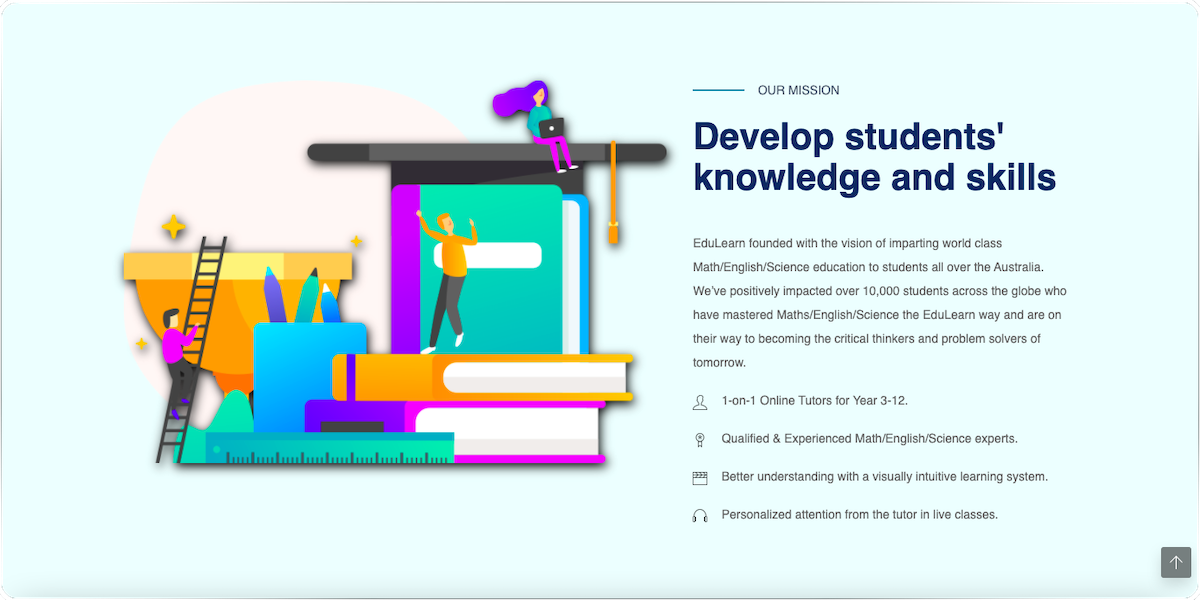 OUR MISSION
Develop students'
knowledge and skills
EduLearn founded with the vision of imparting world class
Math/English/Science education to students all over the Australia.
We've positively impacted over 10,000 students across the globe who
have mastered Maths/English/Science the EduLearn way and are on
their way to becoming the critical thinkers and problem solvers of
tomorrow.
1-on-1 Online Tutors for Year 3-12.
Qualified & Experienced Math/English/Science experts.
Better understanding with a visually intuitive learning system.
Personalized attention from the tutor in live classes.